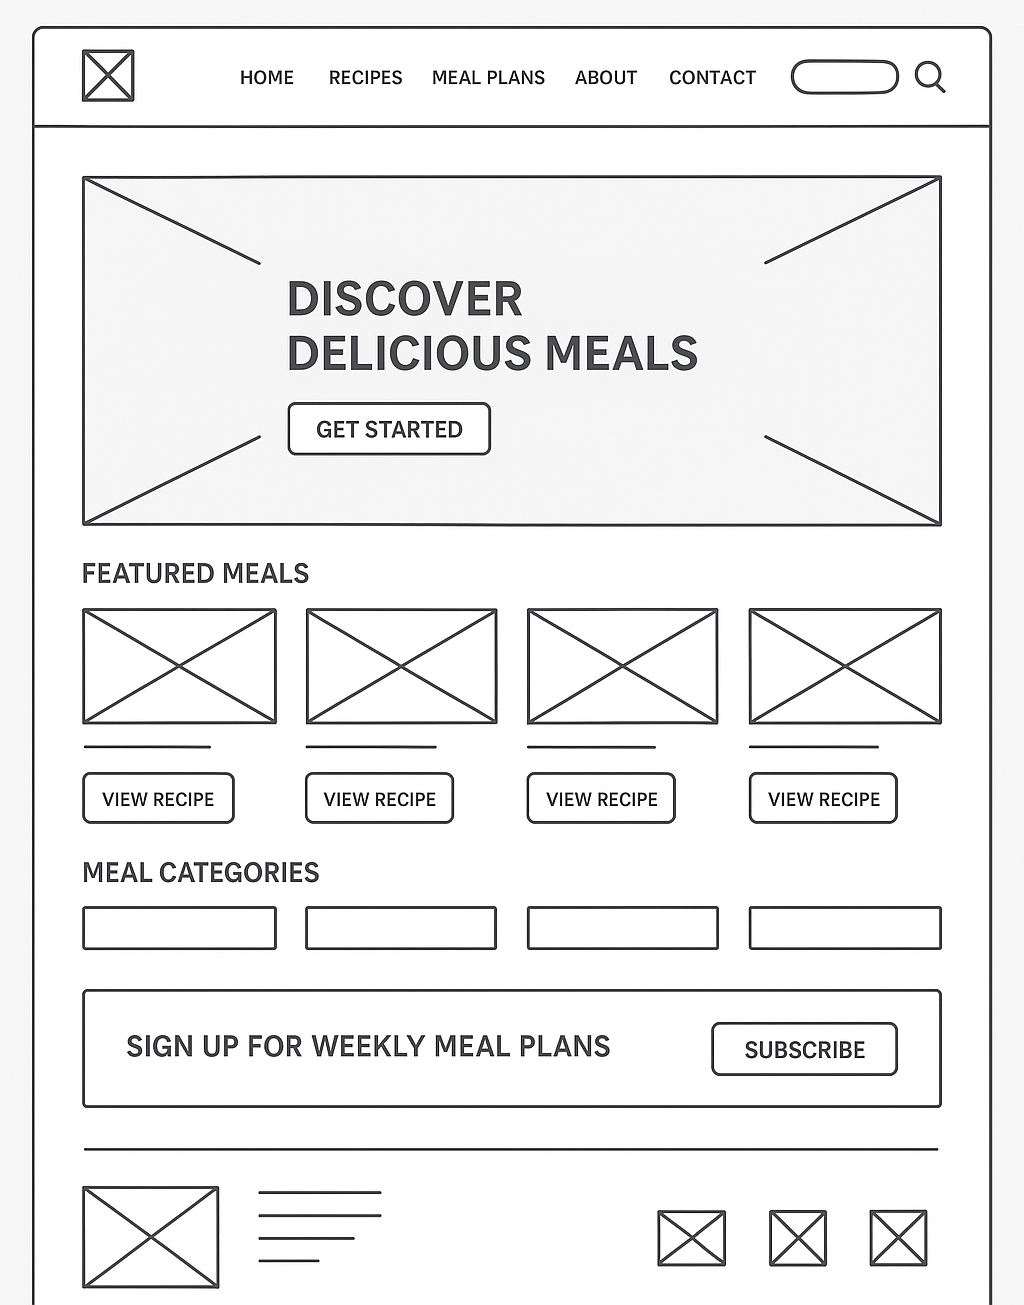 HOME RECIPES MEAL PLANS ABOUT CONTACT
DISCOVER
DELICIOUS MEALS
GET STARTED
FEATURED MEALS
VIEW RECIPE VIEW RECIPE VIEW RECIPE VIEW RECIPE
MEAL CATEGORIES
SIGN UP FOR WEEKLY MEAL PLANS SUBSCRIBE